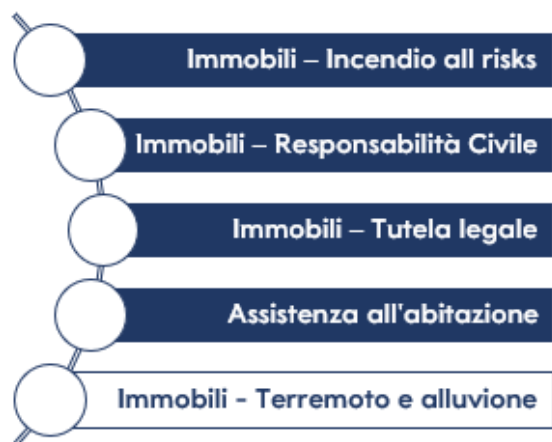 Immobili – Incendio all risks
Immobili – Responsabilità Civile
Immobili – Tutela legale
Assistenza all'abitazione
Immobili - Terremoto e alluvione